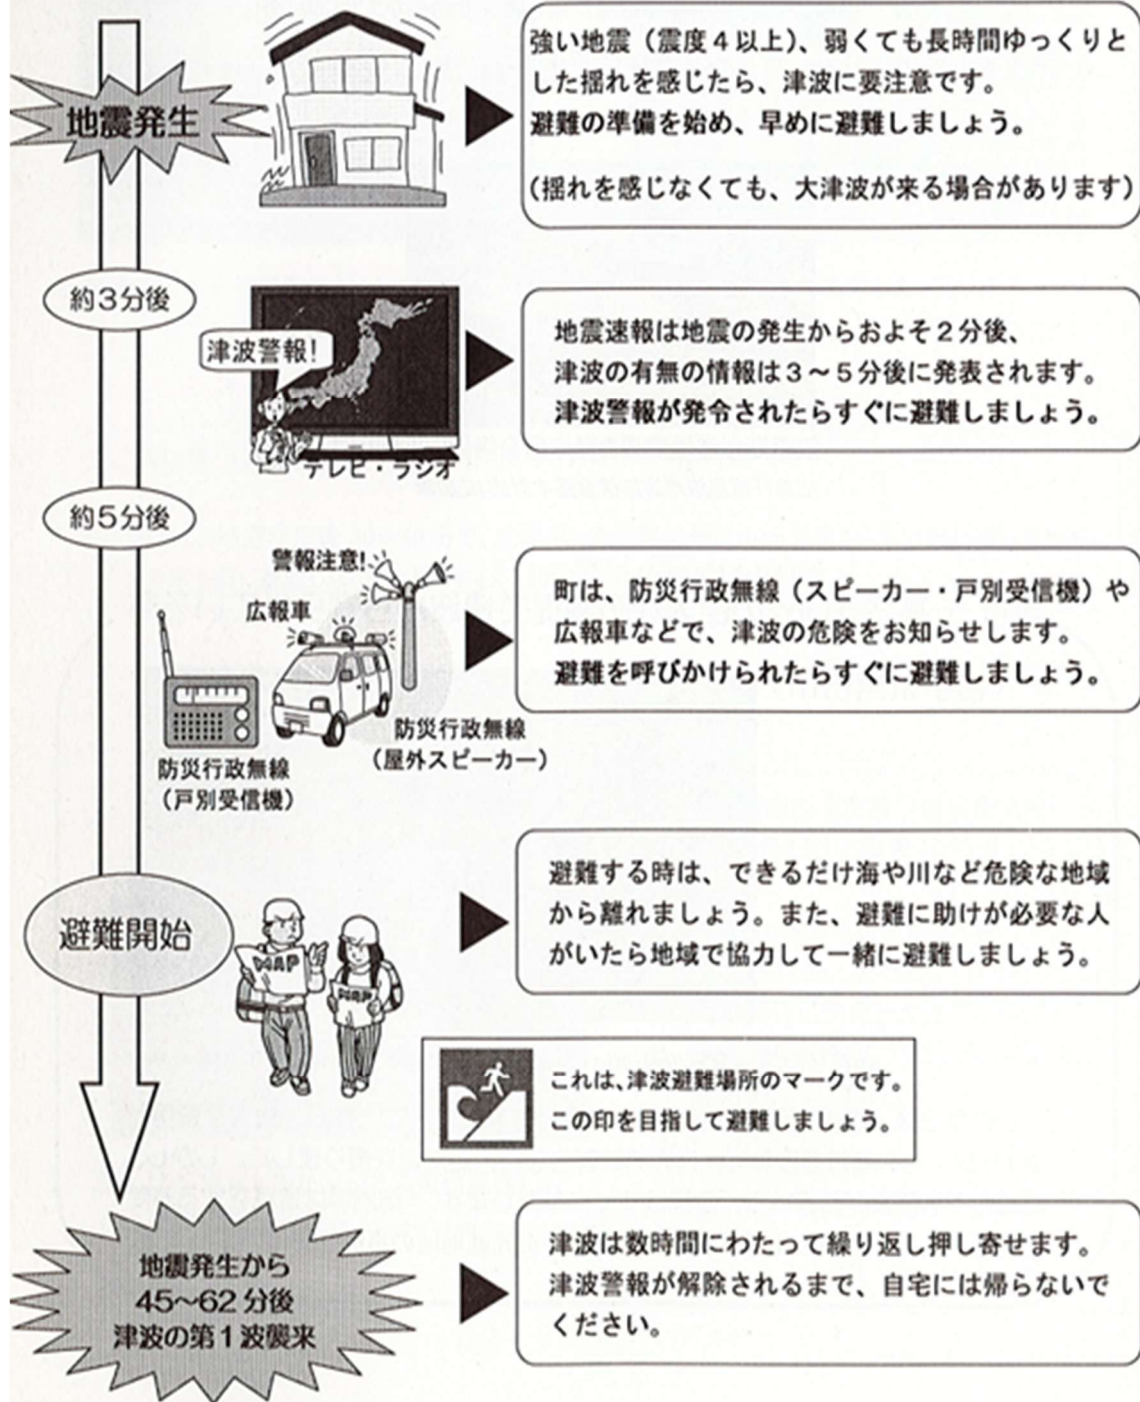 地震発生
強い地震（震度４以上）、弱くても長時間ゆっくりと
した揺れを感じたら、津波に要注意です。
避難の準備を始め、早めに避難しましょう。
（揺れを感じなくても、大津波が来る場合があります）
約３分後
津波警報！
テレビ・ラジオ
地震速報は地震の発生からおよそ２分後、
津波の有無の情報は３～５分後に発表されます。
津波警報が発令されたらすぐに避難しましょう。
約５分後
警報注意！
広報車
防災行政無線
（屋外スピーカー）
防災行政無線
（戸別受信機）
町は、防災行政無線（スピーカー・戸別受信機）や
広報車などで、津波の危険をお知らせします。
避難を呼びかけられたらすぐに避難しましょう。
避難開始
MAP
MAP
避難する時は、できるだけ海や川など危険な地域
から離れましょう。また、避難に助けが必要な人
がいたら地域で協力して一緒に避難しましょう。
これは、津波避難場所のマークです。
この印を目指して避難しましょう。
地震発生から
45～62 分後
津波の第１波襲来
津波は数時間にわたって繰り返し押し寄せます。
津波警報が解除されるまで、自宅には帰らないで
ください。